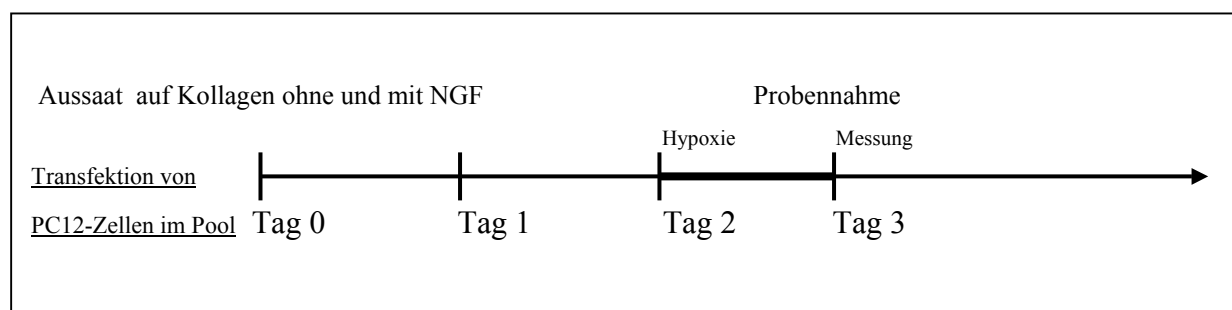 Aussaat auf Kollagen ohne und mit NGF Probennahme
Hypoxie Messung
Transfektion von
PC12-Zellen im Pool Tag 0 Tag 1 Tag 2 Tag 3